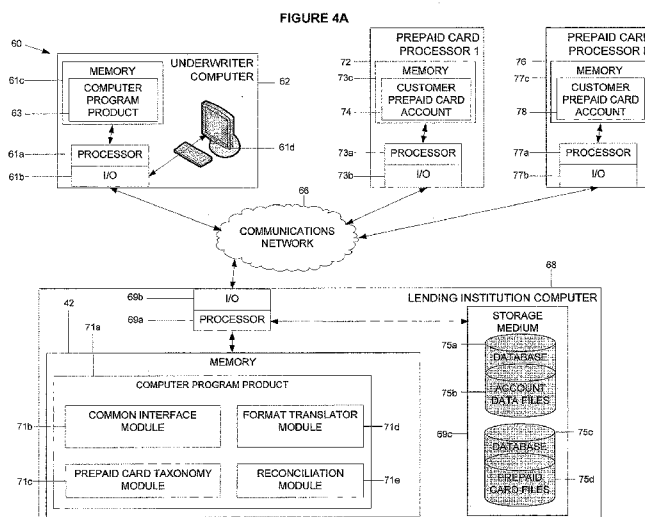 FIGURE 4A
60
UNDERWRITER
COMPUTER
61c
MEMORY
COMPUTER
PROGRAM
PRODUCT
63
62
61a
PROCESSOR
61b
I/O
61d
PREPAID CARD
PROCESSOR 1
72
MEMORY
73c
CUSTOMER
PREPAID CARD
ACCOUNT
74
73a
PROCESSOR
73b
I/O
PREPAID CARD
PROCESSOR
76
MEMORY
77c
CUSTOMER
PREPAID CARD
ACCOUNT
78
77a
PROCESSOR
77b
I/O
66
COMMUNICATIONS
NETWORK
68
LENDING INSTITUTION COMPUTER
69b
I/O
69a
PROCESSOR
42
71a
MEMORY
COMPUTER PROGRAM PRODUCT
71b
COMMON INTERFACE
MODULE
FORMAT TRANSLATOR
MODULE
71d
71c
PREPAID CARD TAXONOMY
MODULE
RECONCILIATION
MODULE
71e
STORAGE
MEDIUM
75a
DATABASE
75b
ACCOUNT
DATA FILES
69c
75c
DATABASE
PREPAID
CARD FILES
75d